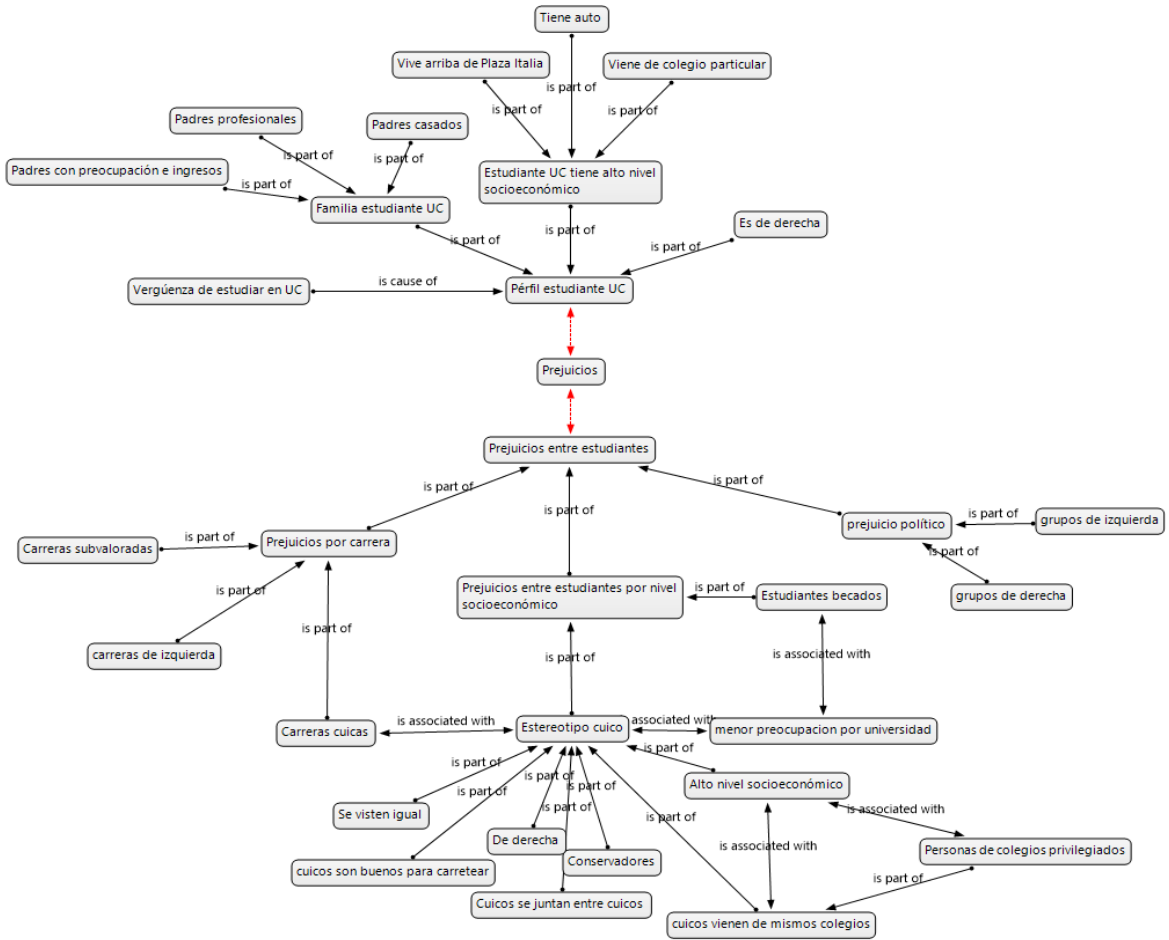 Tiene auto
Vive arriba de Plaza Italia
Viene de colegio particular
is part of
is part of
is part of
Padres profesionales
Padres casados
is part of
is part of
Padres con preocupación e ingresos
is part of
Estudiante UC tiene alto nivel
socioeconómico
Familia estudiante UC
Es de derecha
is part of
is part of
is part of
Vergúenza de estudiar en UC
is cause of
Pérfil estudiante UC
Prejuicios
Prejuicios entre estudiantes
is part of
is part of
is part of
prejuicio político
is part of
grupos de izquierda
Carreras subvaloradas
is part of
Prejuicios por carrera
is part of
is part of
Prejuicios entre estudiantes por nivel
socioeconómico
is part of
Estudiantes becados
grupos de derecha
is part of
carreras de izquierda
is part of
is associated with
Carreras cuicas
is associated with
Estereotipo cuico
associated with
menor preocupacion por universidad
is part of
is part of
is part of
is part of
is part of
Alto nivel socioeconómico
Se visten igual
is part of
is part of
is associated with
De derecha
is associated with
Conservadores
Personas de colegios privilegiados
cuicos son buenos para carretear
is part of
Cuicos se juntan entre cuicos
cuicos vienen de mismos colegios